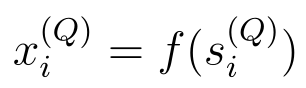 $x_i^{(Q)} = f(s_i^{(Q)})$